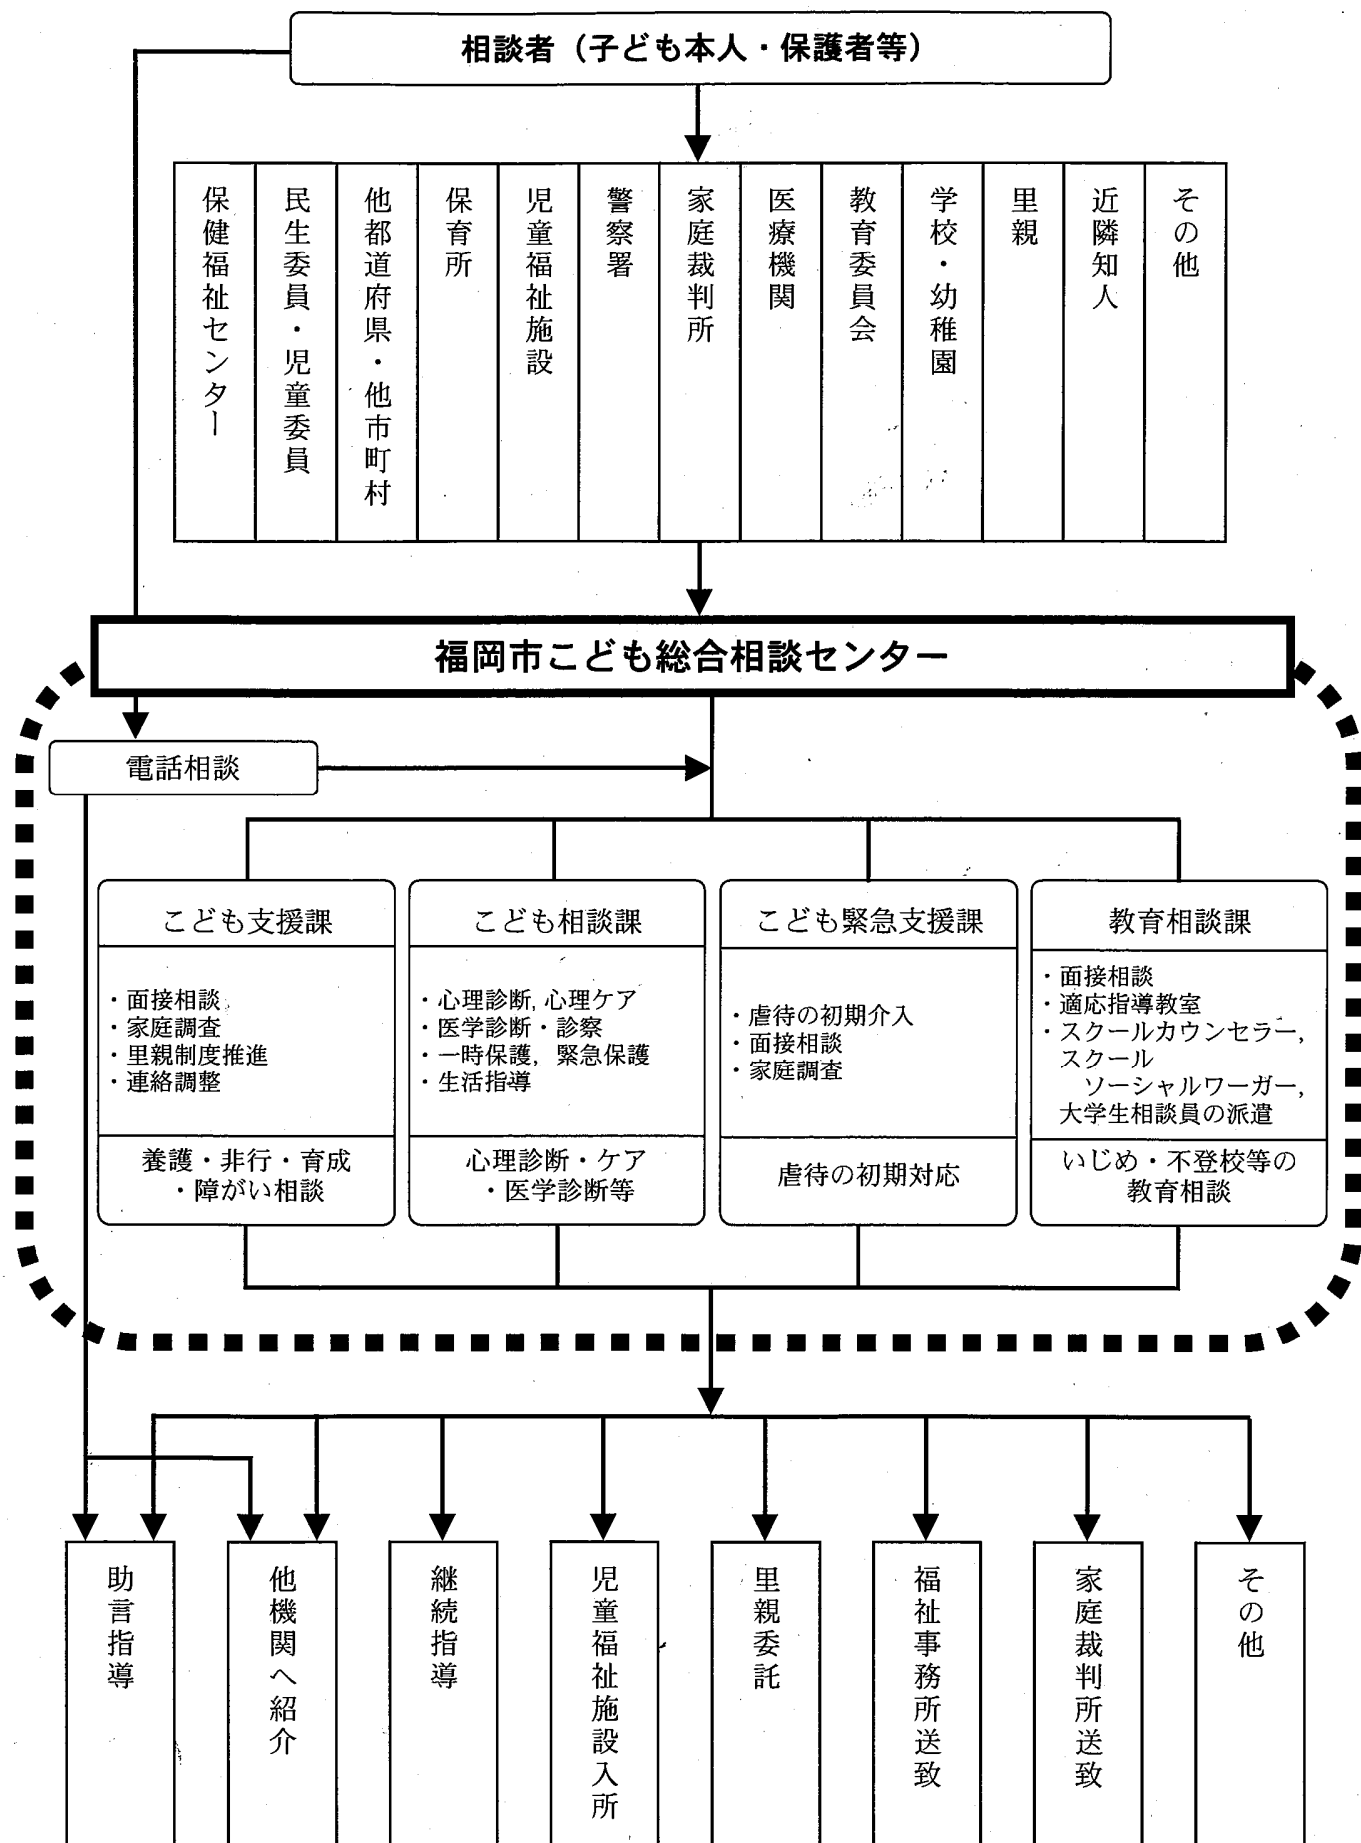 相談者（子ども本人・保護者等）
保健福祉センター
民生委員・児童委員
他都道府県・他市町村
保育所
児童福祉施設
警察署
家庭裁判所
医療機関
教育委員会
学校・幼稚園
里親
近隣知人
その他
福岡市こども総合相談センター
電話相談
こども支援課
・面接相談
・家庭調査
・里親制度推進
・連絡調整
養護・非行・育成
・障がい相談
こども相談課
・心理診断, 心理ケア
・医学診断・診察
・一時保護, 緊急保護
・生活指導
心理診断・ケア
・医学診断等
こども緊急支援課
・虐待の初期介入
・面接相談
・家庭調査
虐待の初期対応
教育相談課
・面接相談
・適応指導教室
・スクールカウンセラー,
スクール
ソーシャルワーガー,
大学生相談員の派遣
いじめ・不登校等の
教育相談
助言指導
他機関へ紹介
継続指導
児童福祉施設入所
里親委託
福祉事務所送致
家庭裁判所送致
その他